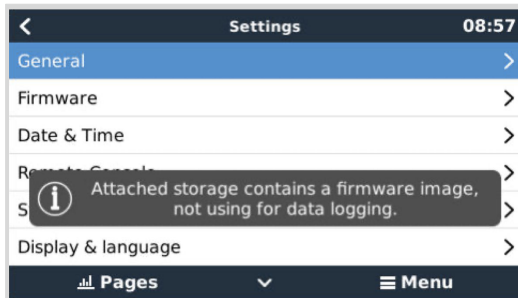 Settings 08:57
General
Firmware
Date & Time
Attached storage contains a firmware image,
not using for data logging.
Display & language
Pages Menu